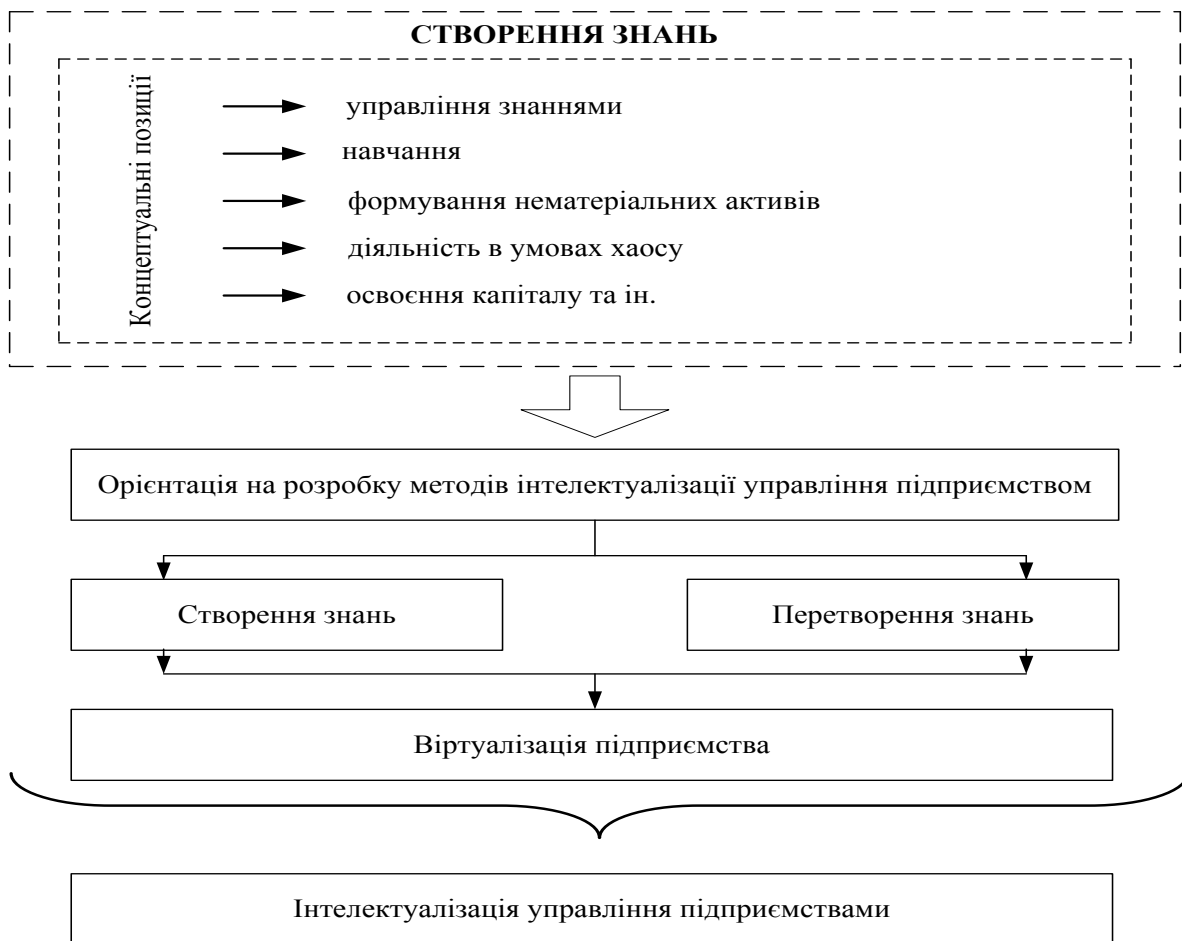 СТВОРЕННЯ ЗНАНЬ
Концептуальні позиції
управління знаннями
навчання
формування нематеріальних активів
діяльність в умовах хаосу
освоєння капіталу та ін.
Орієнтація на розробку методів інтелектуалізації управління підприємством
Створення знань
Перетворення знань
Віртуалізація підприємства
Інтелектуалізація управління підприємствами